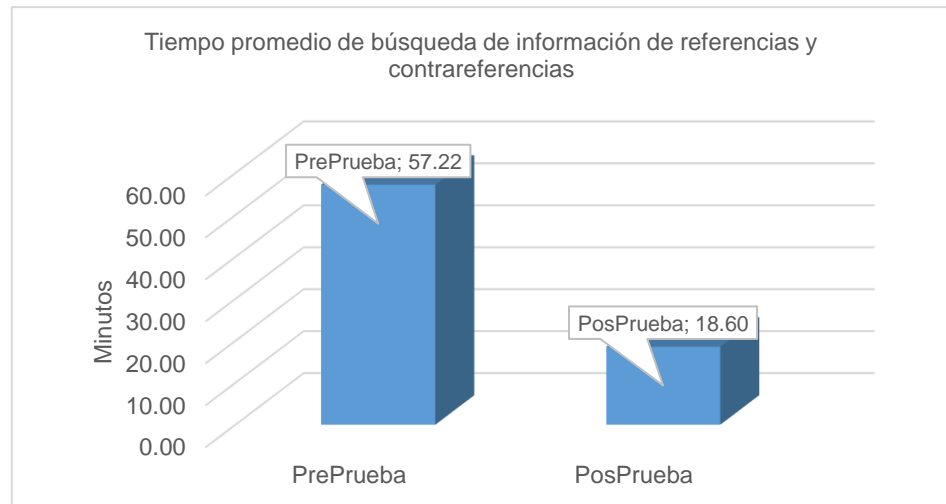 Tiempo promedio de búsqueda de información de referencias y
contrareferencias
PrePrueba; 57.22
60.00
50.00
40.00
30.00
20.00
10.00
0.00
Minutos
PosPrueba; 18.60
PrePrueba
PosPrueba